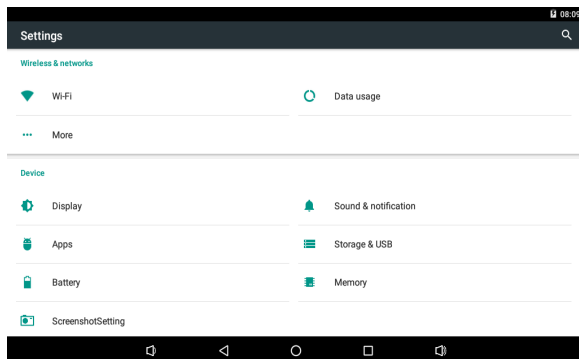 08:09
Settings
Wireless & networks
Wi-Fi
Data usage
More
Device
Display
Sound & notification
Apps
Storage & USB
Battery
Memory
ScreenshotSetting